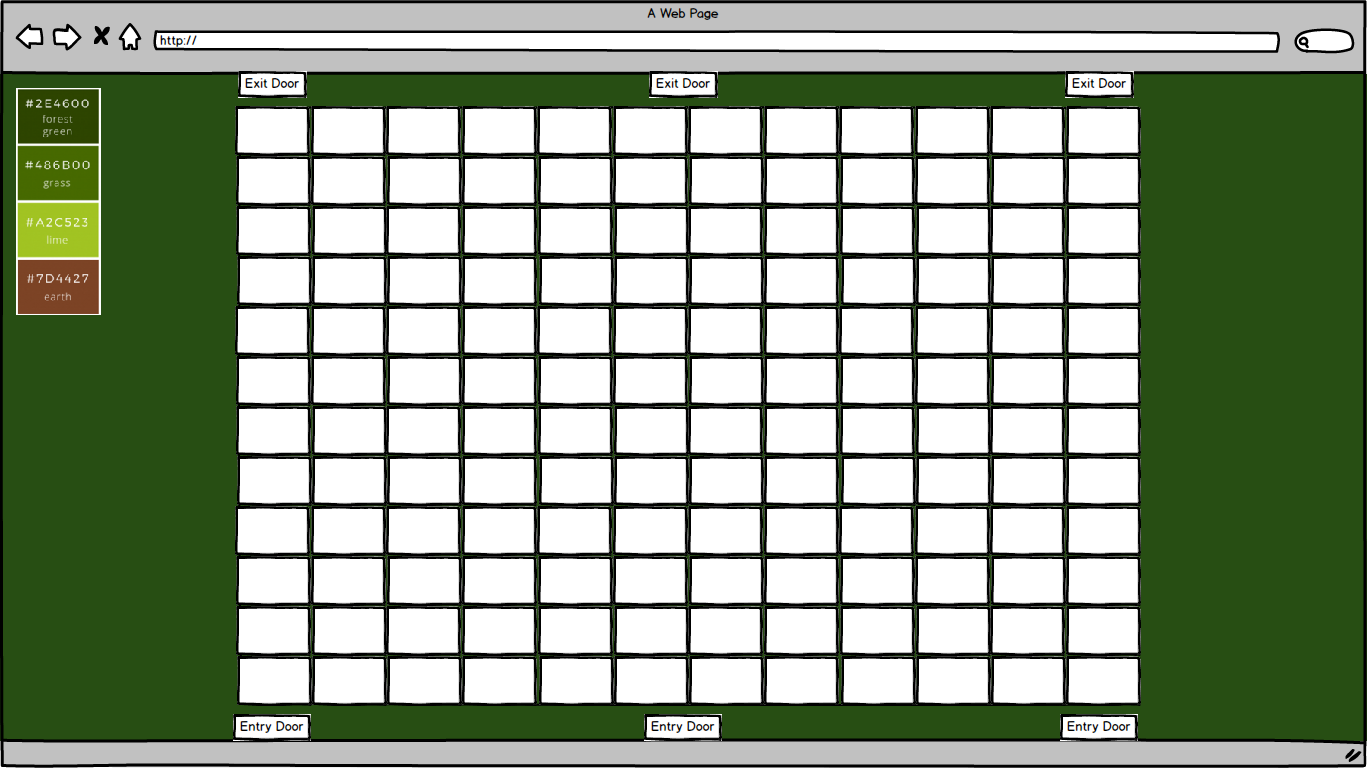 A Web Page
http://
Exit Door Exit Door Exit Door
#2E4600
forest
green
#486B00
grass
#A2C523
lime
#7D4427
earth
Entry Door Entry Door Entry Door